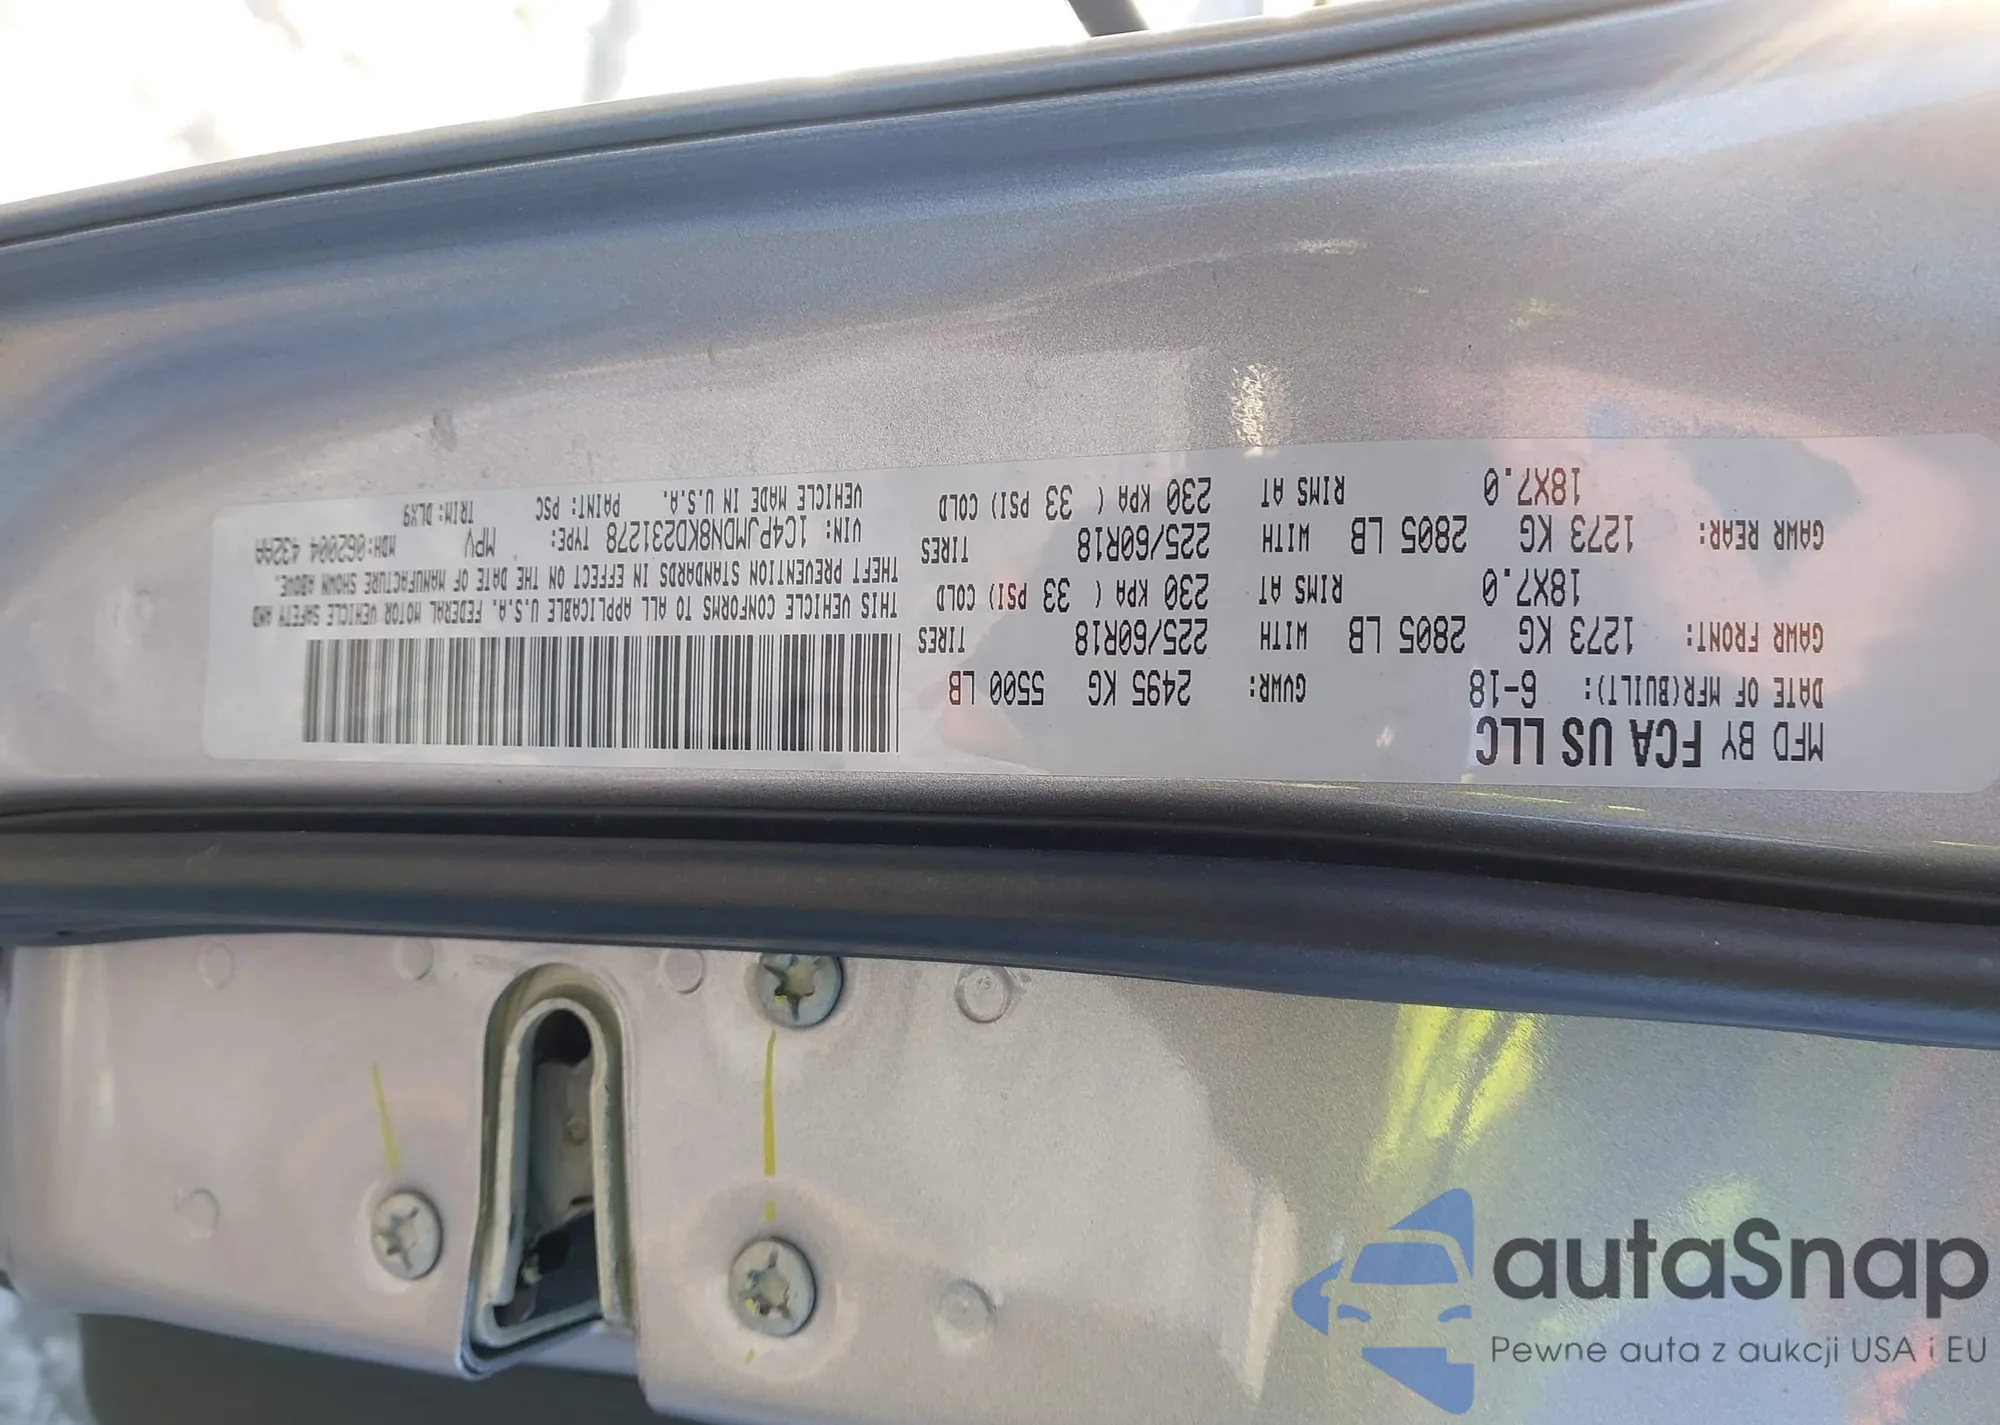 MFD BY FCA US LLC
DATE OF MFR(BUILT): 6-18 GVWR: 2495 KG 5500 LB
GAWR FRONT: 1273 KG 2805 LB WITH 225/60R18 TIRES
18X7.0 RIMS AT 230 KPA ( 33 PSI) COLD
GAWR REAR: 1273 KG 2805 LB WITH 225/60R18 TIRES
18X7.0 RIMS AT 230 KPA ( 33 PSI) COLD
THIS VEHICLE CONFORMS TO ALL APPLICABLE U.S.A. FEDERAL MOTOR VEHICLE SAFETY AND
THEFT PREVENTION STANDARDS IN EFFECT ON THE DATE OF MANUFACTURE SHOWN ABOVE.
VIN: 1C4PJMDN8KD231278 TYPE: MPV MDH:062004 432AA
VEHICLE MADE IN U.S.A. PAINT: PSC TRIM: DLX9
autaSnap
Pewne auta z aukcji USA i EU